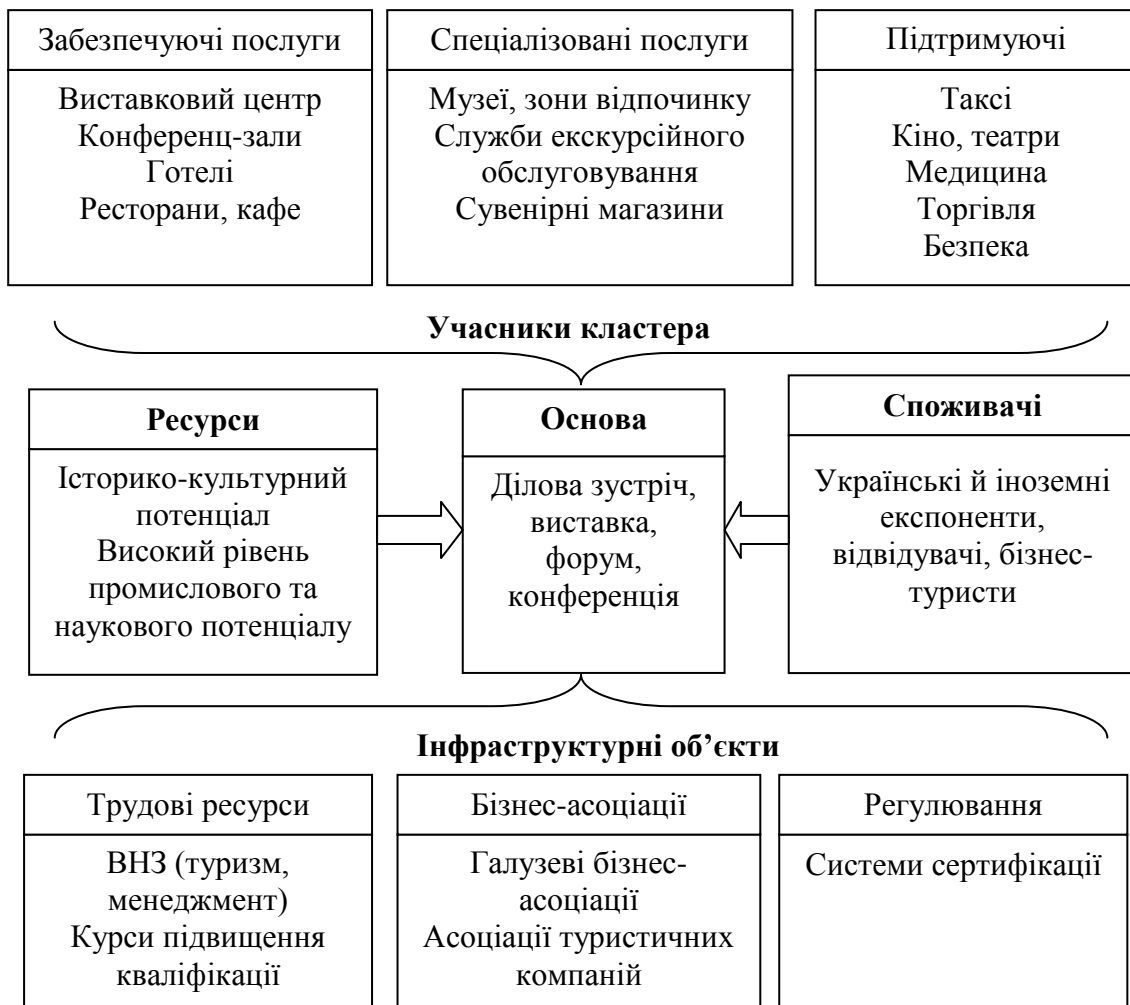 Забезпечуючі послуги
Виставковий центр
Конференц-зали
Готелі
Ресторани, кафе
Спеціалізовані послуги
Музеї, зони відпочинку
Служби екскурсійного
обслуговування
Сувенірні магазини
Підтримуючі
Таксі
Кіно, театри
Медицина
Торгівля
Безпека
Учасники кластера
Ресурси
Історико-культурний
потенціал
Високий рівень
промислового та
наукового потенціалу
Основа
Ділова зустріч,
виставка,
форум,
конференція
Споживачі
Українські й іноземні
експоненти,
відвідувачі, бізнес-
туристи
Інфраструктурні об’єкти
Трудові ресурси
ВНЗ (туризм,
менеджмент)
Курси підвищення
кваліфікації
Бізнес-асоціації
Галузеві бізнес-
асоціації
Асоціації туристичних
компаній
Регулювання
Системи сертифікації